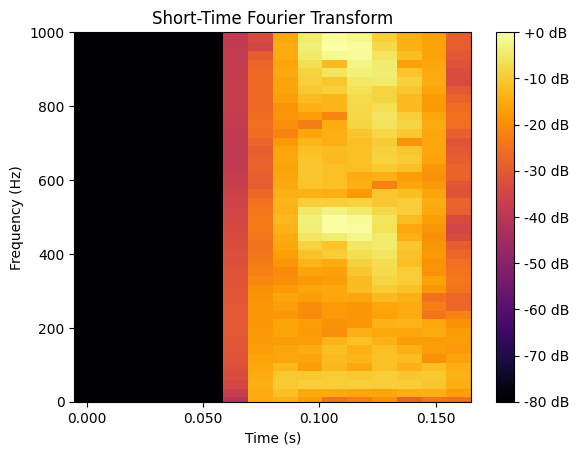 Short-Time Fourier Transform
1000
800
600
400
200
0
Frequency (Hz)
0.000
0.050
0.100
0.150
Time (s)
+0 dB
-10 dB
-20 dB
-30 dB
-40 dB
-50 dB
-60 dB
-70 dB
-80 dB